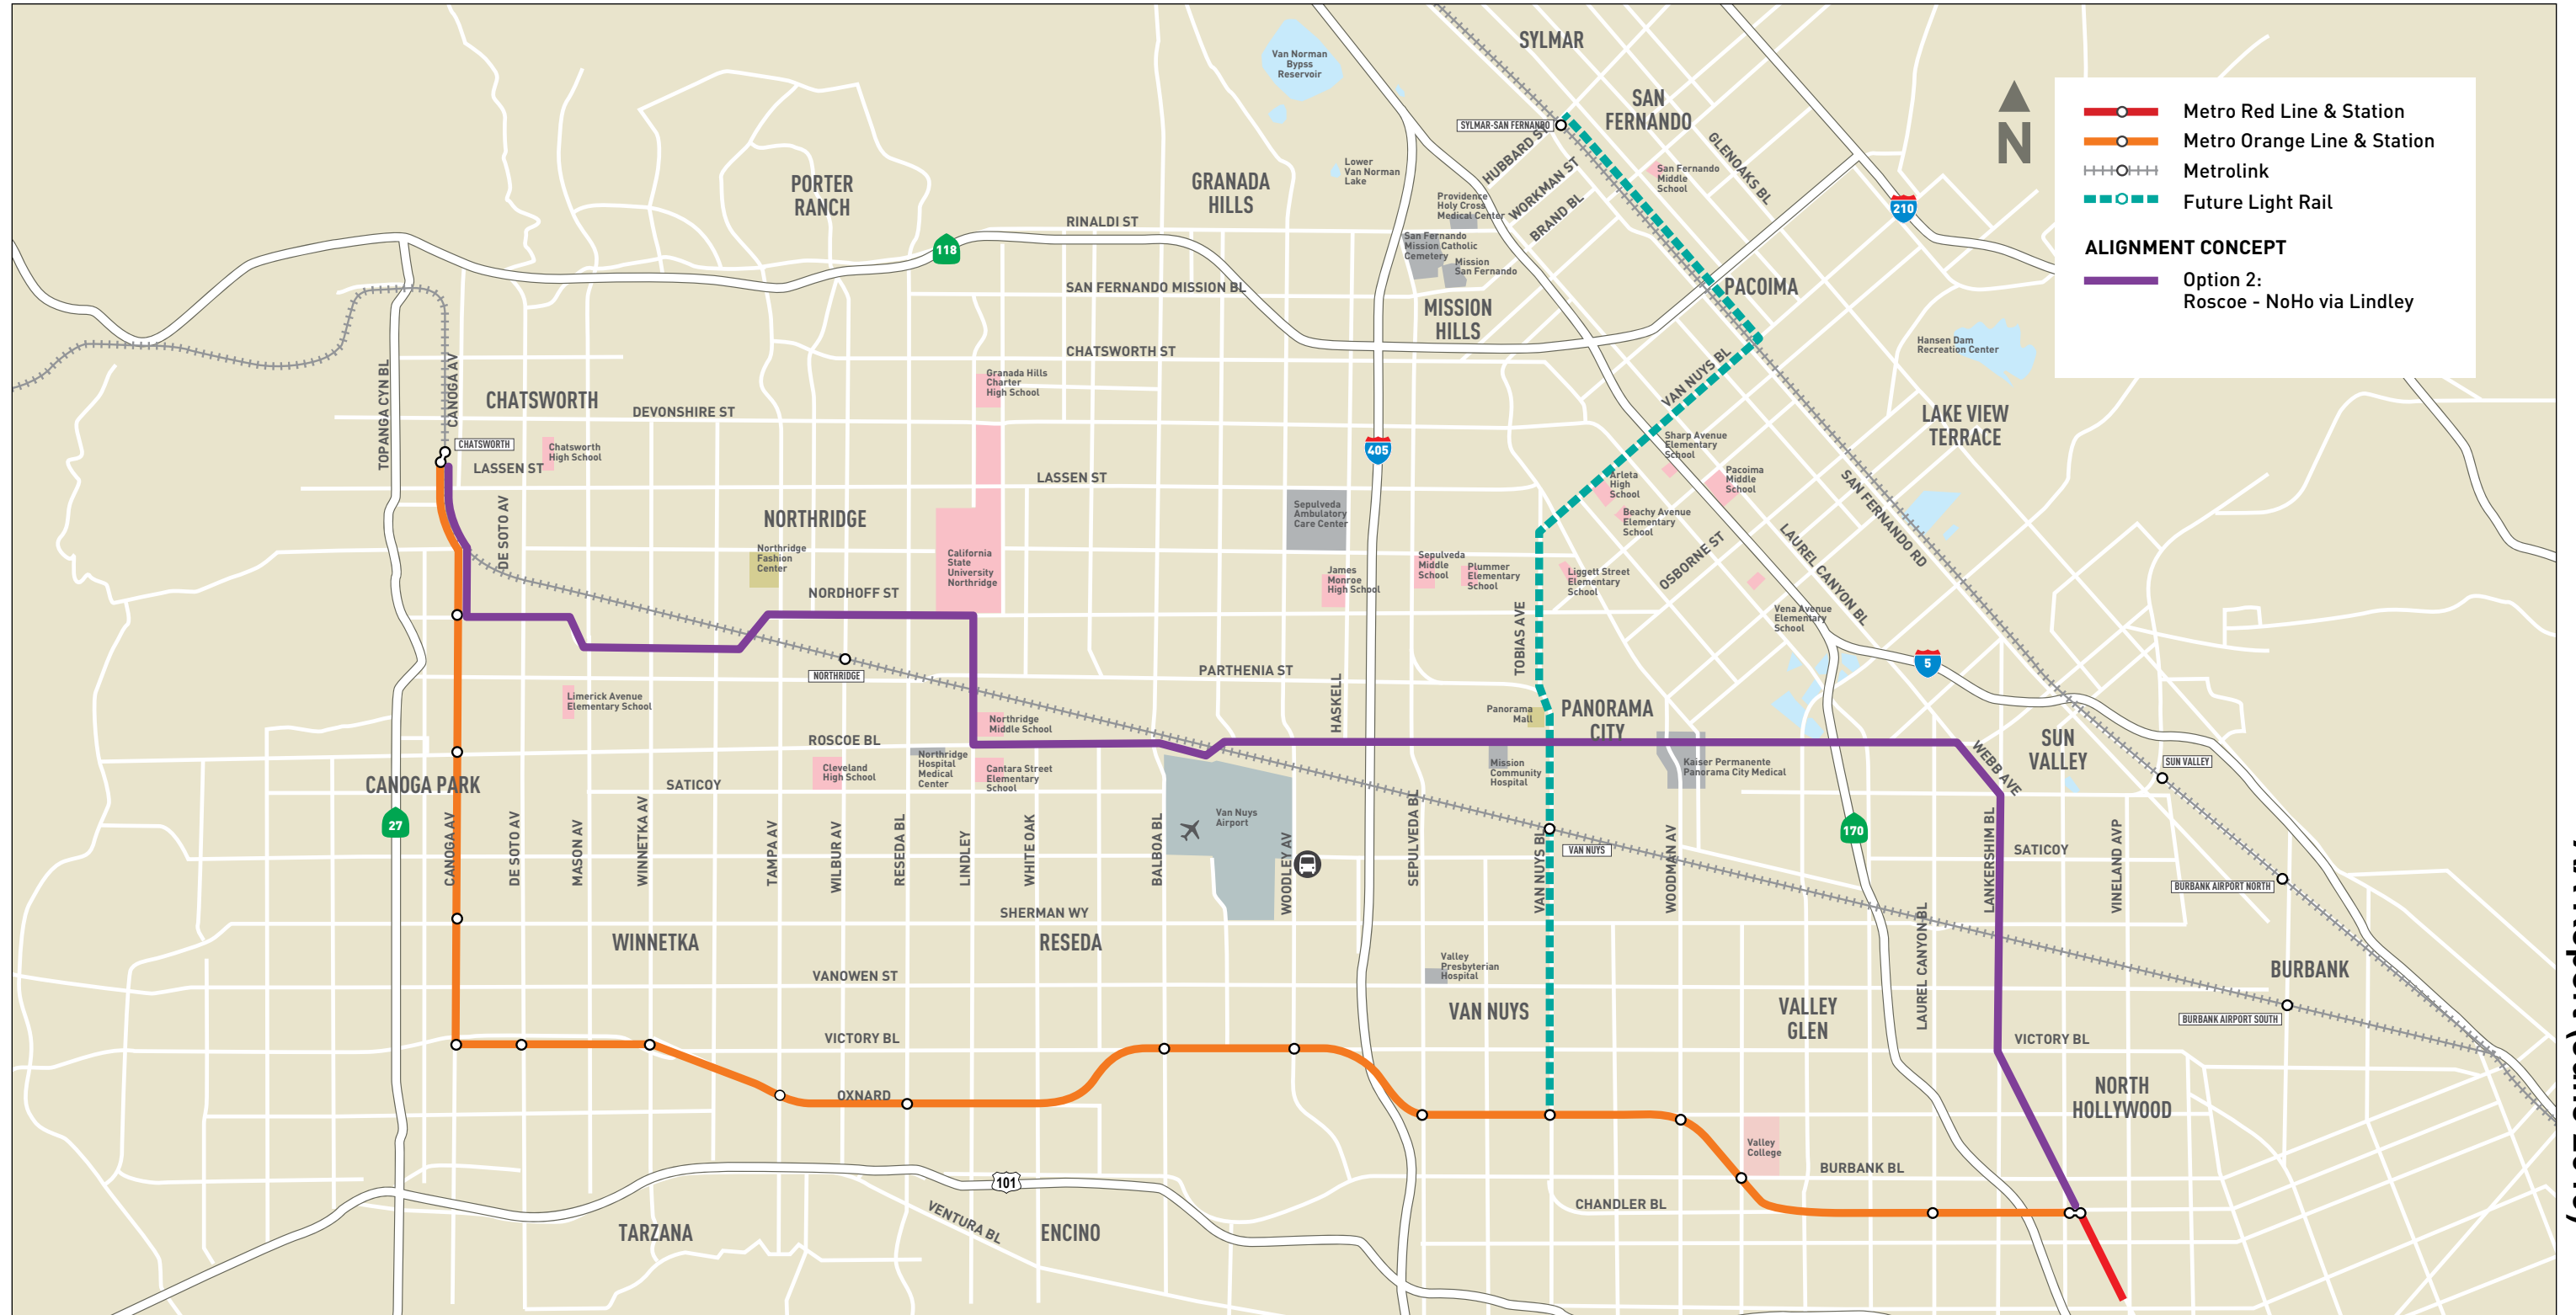 SYLMAR
Van Norman
Bypss
Reservoir
SAN
FERNANDO
SYLMAR-SAN FERNANDO
HUBBARD ST
WORKMAN ST
BRAND BL
GLENOAKS BL
San Fernando
Middle
School
Lower
Van Norman
Lake
PORTER
RANCH
GRANADA
HILLS
Providence
Holy Cross
Medical Center
San Fernando
Mission Catholic
Cemetery
Mission
San Fernando
RINALDI ST
118
210
N
Metro Red Line & Station
Metro Orange Line & Station
Metrolink
Future Light Rail
ALIGNMENT CONCEPT
Option 2:
Roscoe - NoHo via Lindley
SAN FERNANDO MISSION BL
PACOIMA
MISSION
HILLS
Hansen Dam
Recreation Center
CHATSWORTH ST
VAN NUYS BL
TOPANGA CYN BL
CANOGA AV
CHATSWORTH
Granada Hills
Charter
High School
DEVONSHIRE ST
LAKE VIEW
TERRACE
CHATSWORTH
Chatsworth
High School
LASSEN ST
LASSEN ST
405
Sharp Avenue
Elementary
School
Arleta
High
School
Pacoima
Middle
School
SAN FERNANDO RD
DE SOTO AV
NORTHRIDGE
Sepulveda
Ambulatory
Care Center
Beachy Avenue
Elementary
School
LAUREL CANYON BL
OSBORNE ST
Northridge
Fashion
Center
California
State
University
Northridge
Sepulveda
Middle
School
Plummer
Elementary
School
James
Monroe
High School
Liggett Street
Elementary
School
NORDHOFF ST
Vena Avenue
Elementary
School
TOBIAS AVE
5
NORTHRIDGE
PARTHENIA ST
HASKELL
Limerick Avenue
Elementary School
Northridge
Middle School
Panorama
Mall
PANORAMA
CITY
ROSCOE BL
SUN
VALLEY
WEBB AVE
SUN VALLEY
Cleveland
High School
Northridge
Hospital
Medical
Center
Cantara Street
Elementary
School
Mission
Community
Hospital
Kaiser Permanente
Panorama City Medical
CANOGA PARK
SATICOY
27
Van Nuys
Airport
170
CANOGA AV
DE SOTO AV
MASON AV
WINNETKA AV
TAMPA AV
WILBUR AV
RESEDA BL
LINDLEY
WHITE OAK
BALBOA BL
WOODLEY AV
SEPULVEDA BL
VAN NUYS BL
VAN NUYS
WOODMAN AV
LAUREL CANYON BL
LANKERSHIM BL
SATICOY
VINELAND AVP
BURBANK AIRPORT NORTH
SHERMAN WY
WINNETKA
RESEDA
VANOWEN ST
Valley
Presbyterian
Hospital
BURBANK
VAN NUYS
VALLEY
GLEN
BURBANK AIRPORT SOUTH
VICTORY BL
VICTORY BL
OXNARD
NORTH
HOLLYWOOD
Valley
College
BURBANK BL
101
CHANDLER BL
VENTURA BL
TARZANA
ENCINO